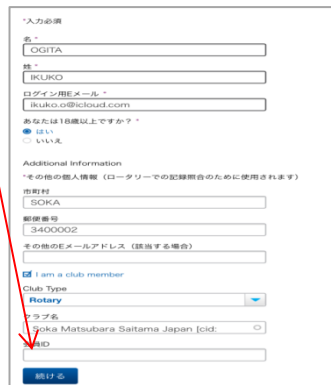 *入力必須
名 *
OGITA
姓 *
IKUKO
ログイン用Eメール *
ikuko.o@icloud.com
あなたは18歳以上ですか? *
はい
いいえ
Additional Information
*その他の個人情報（ロータリーでの記録照合のために使用されます）
市町村
SOKA
郵便番号
3400002
その他のEメールアドレス（該当する場合）
I am a club member
Club Type
Rotary
クラブ名
Soka Matsubara Saitama Japan [cid:
会員ID
続ける